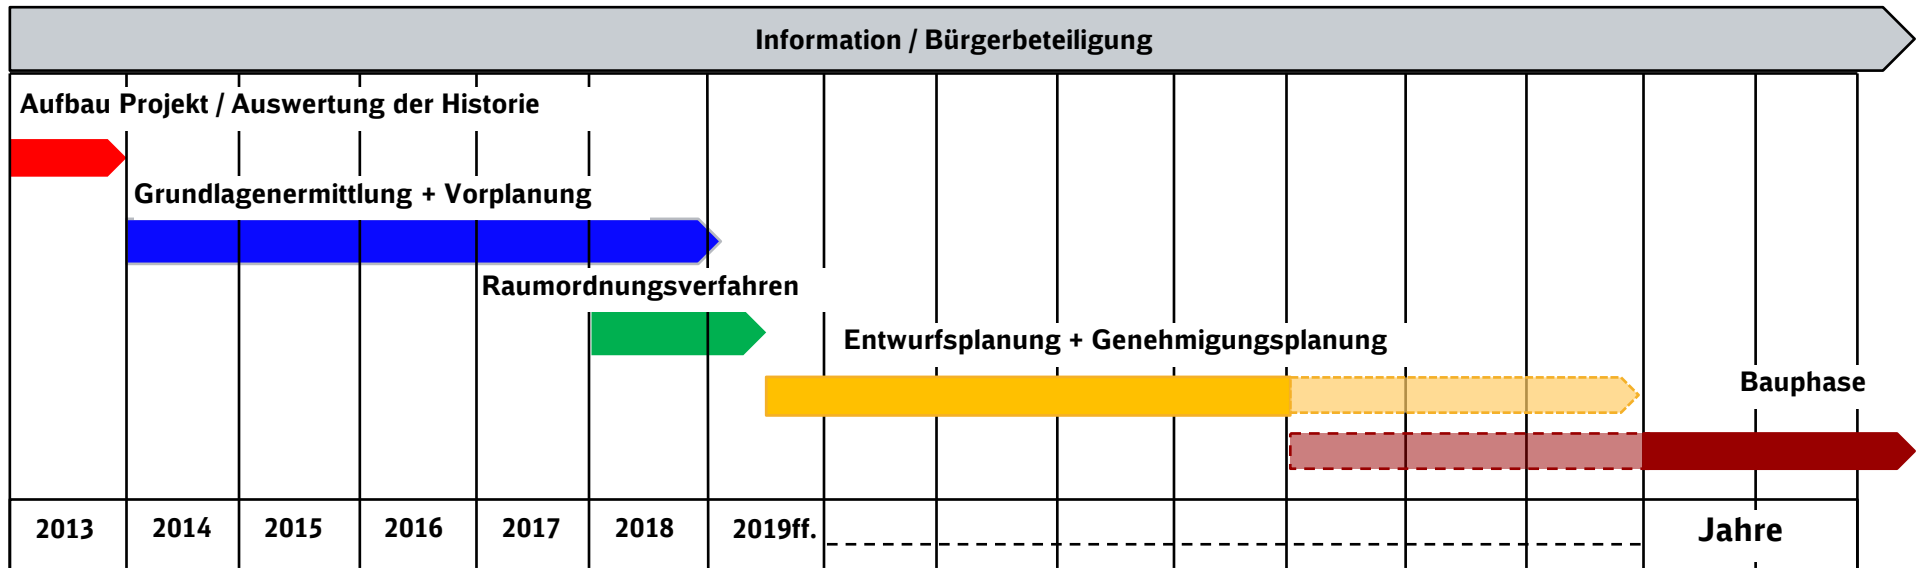 Information / Bürgerbeteiligung
Aufbau Projekt / Auswertung der Historie
Grundlagenermittlung + Vorplanung
Raumordnungsverfahren
Entwurfsplanung + Genehmigungsplanung
Bauphase
2013 2014 2015 2016 2017 2018 2019ff. Jahre